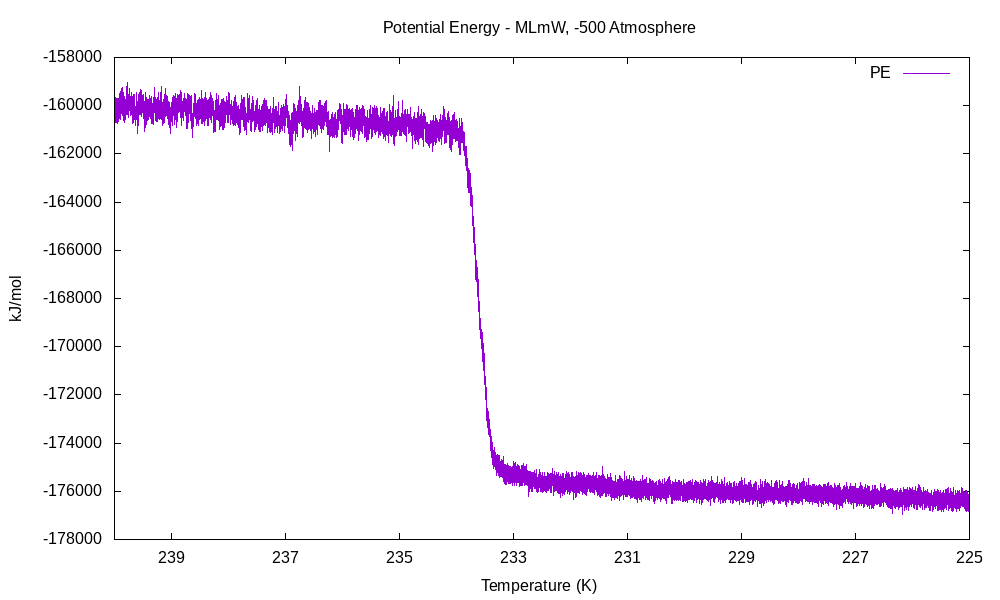 Potential Energy - MLmW, -500 Atmosphere
PE
-158000
-160000
-162000
-164000
-166000
-168000
-170000
-172000
-174000
-176000
-178000
kJ/mol
239 237 235 233 231 229 227 225
Temperature (K)